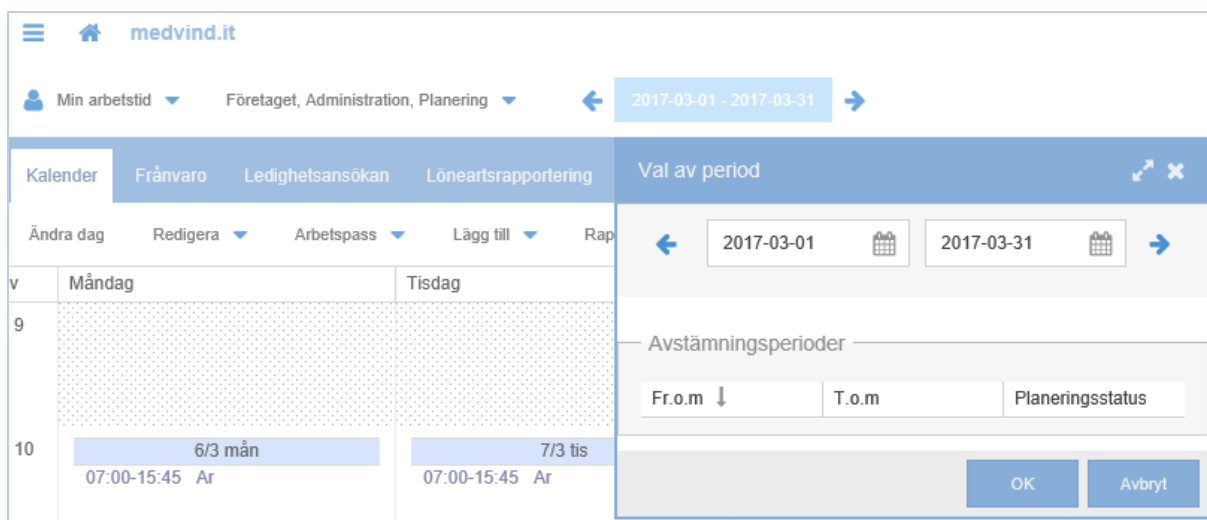 medvind.it
Min arbetstid Företaget, Administration, Planering 2017-03-01 - 2017-03-31
Kalender Frånvaro Ledighetsansökan Löneartsrapportering Val av period
Ändra dag Redigera Arbetspass Lägg till Rap
2017-03-01 2017-03-31
v Måndag Tisdag
9
Avstämningsperioder
Fr.o.m T.o.m Planeringsstatus
10 6/3 mån 7/3 tis
07:00-15:45 Ar 07:00-15:45 Ar
OK Avbryt